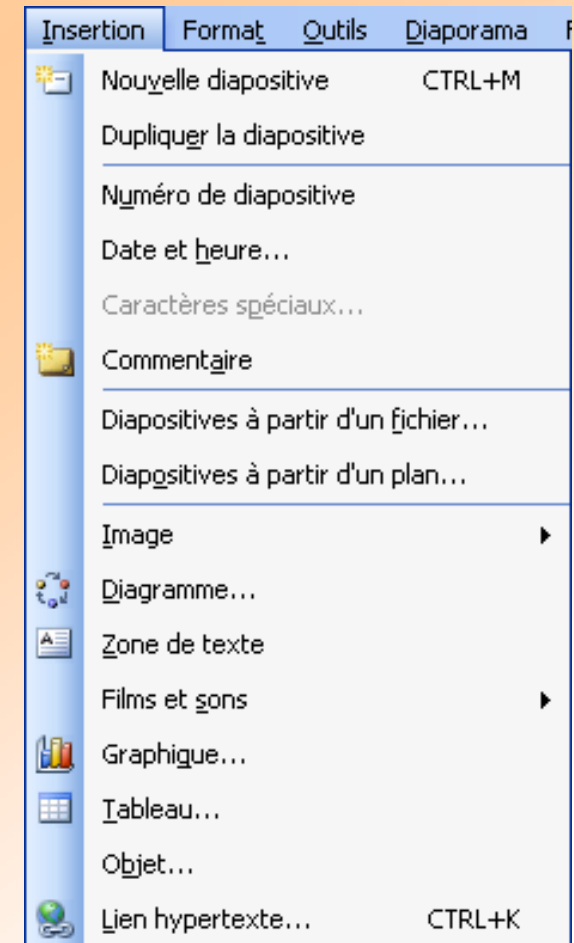 Insertion Format Outils Diaporama
Nouvelle diapositive CTRL+M
Dupliquer la diapositive
Numéro de diapositive
Date et heure...
Caractères spéciaux...
Commentaire
Diapositives à partir d'un fichier...
Diapositives à partir d'un plan...
Image
Diagramme...
Zone de texte
Films et sons
Graphique...
Tableau...
Objet...
Lien hypertexte... CTRL+K